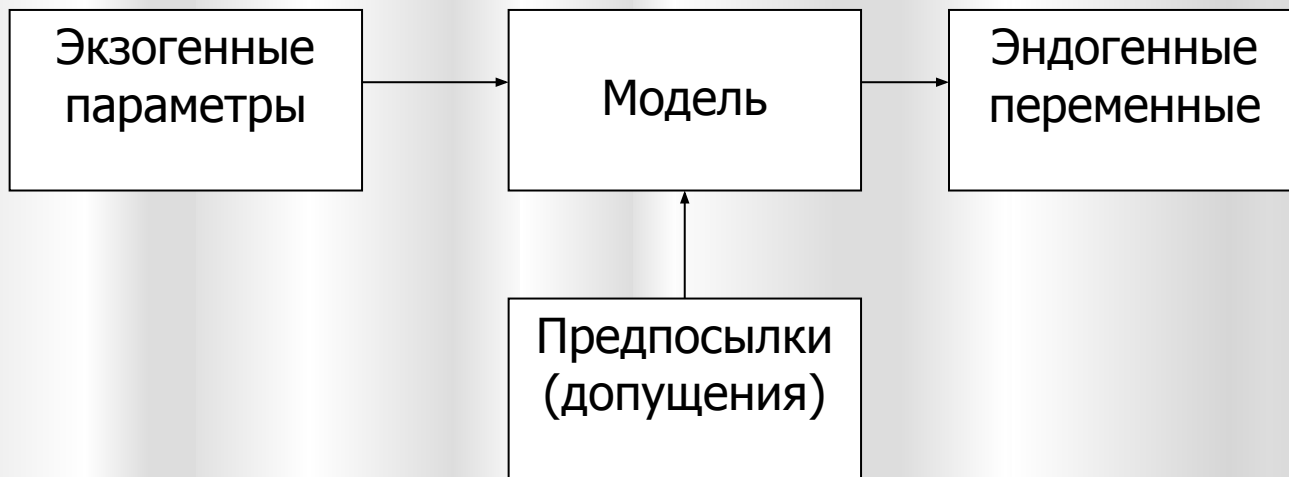 Экзогенные
параметры
Модель
Эндогенные
переменные
Предпосылки
(допущения)